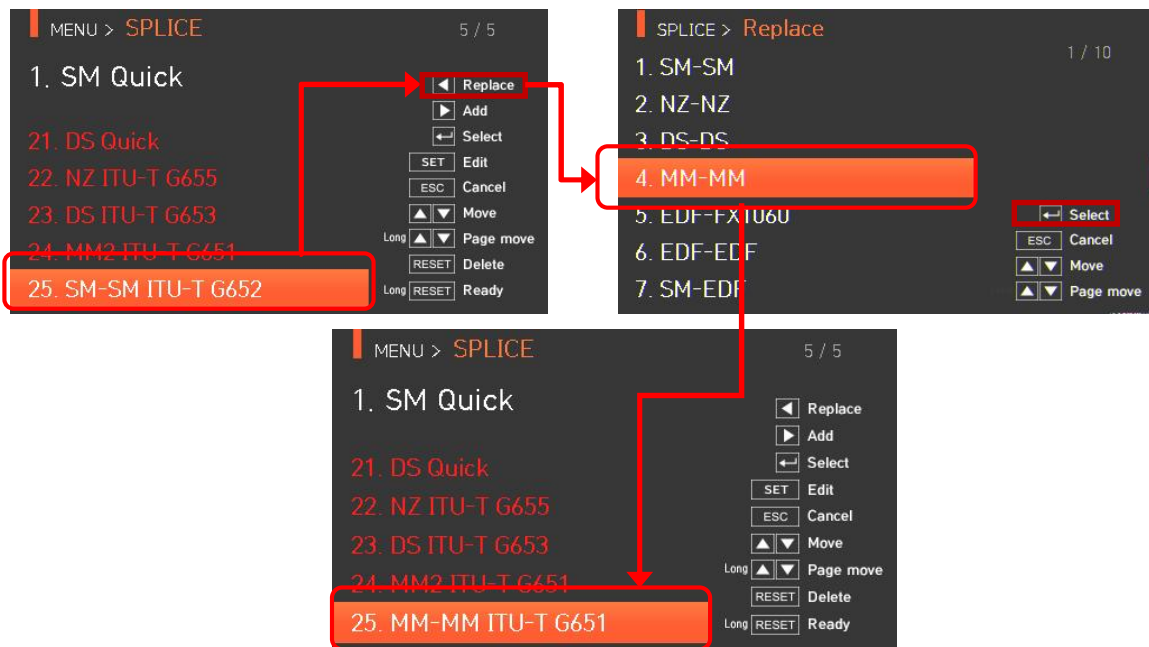 MENU > SPLICE 5 / 5
1. SM Quick
21. DS Quick
22. NZ ITU-T G655
23. DS ITU-T G653
24. MM2 ITU-T G651
25. SM-SM ITU-T G652
Replace
Add
Select
SET Edit
ESC Cancel
Move
Long Page move
RESET Delete
Long RESET Ready
SPLICE > Replace
1 / 10
1. SM-SM
2. NZ-NZ
3. DS-DS
4. MM-MM
5. EDF-FX1060
6. EDF-EDF
7. SM-EDF
Select
ESC Cancel
Move
Page move
MENU > SPLICE 5 / 5
1. SM Quick
21. DS Quick
22. NZ ITU-T G655
23. DS ITU-T G653
24. MM2 ITU-T G651
25. MM-MM ITU-T G651
Replace
Add
Select
SET Edit
ESC Cancel
Move
Long Page move
RESET Delete
Long RESET Ready